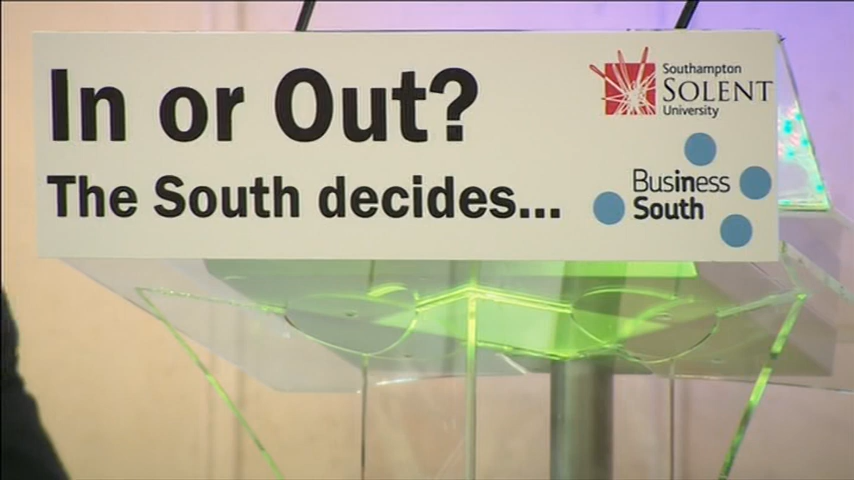 In or Out?
The South decides...
Southampton
SOLENT
University
Business
South